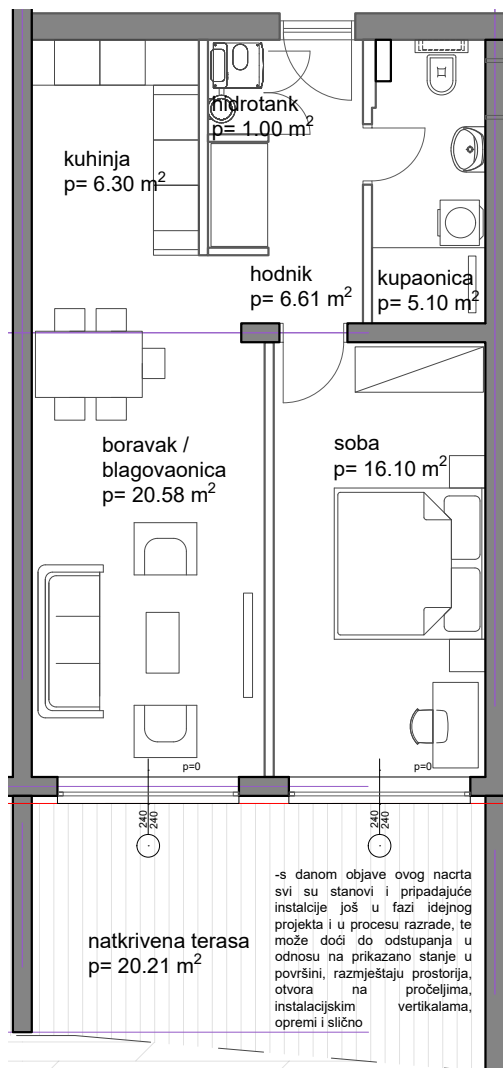 hidrotank
p= 1.00 m²
kuhinja
p= 6.30 m²
hodnik
p= 6.61 m²
kupaonica
p= 5.10 m²
boravak /
blagovaonica
p= 20.58 m²
soba
p= 16.10 m²
p=0
p=0
240
240
240
240
-s danom objave ovog nacrta
svi su stanovi i pripadajuće
instalcije još u fazi idejnog
projekta i u procesu razrade, te
može doći do odstupanja u
odnosu na prikazano stanje u
površini, razmještaju prostorija,
otvora na pročeljima,
instalacijskim vertikalama,
opremi i slično
natkrivena terasa
p= 20.21 m²